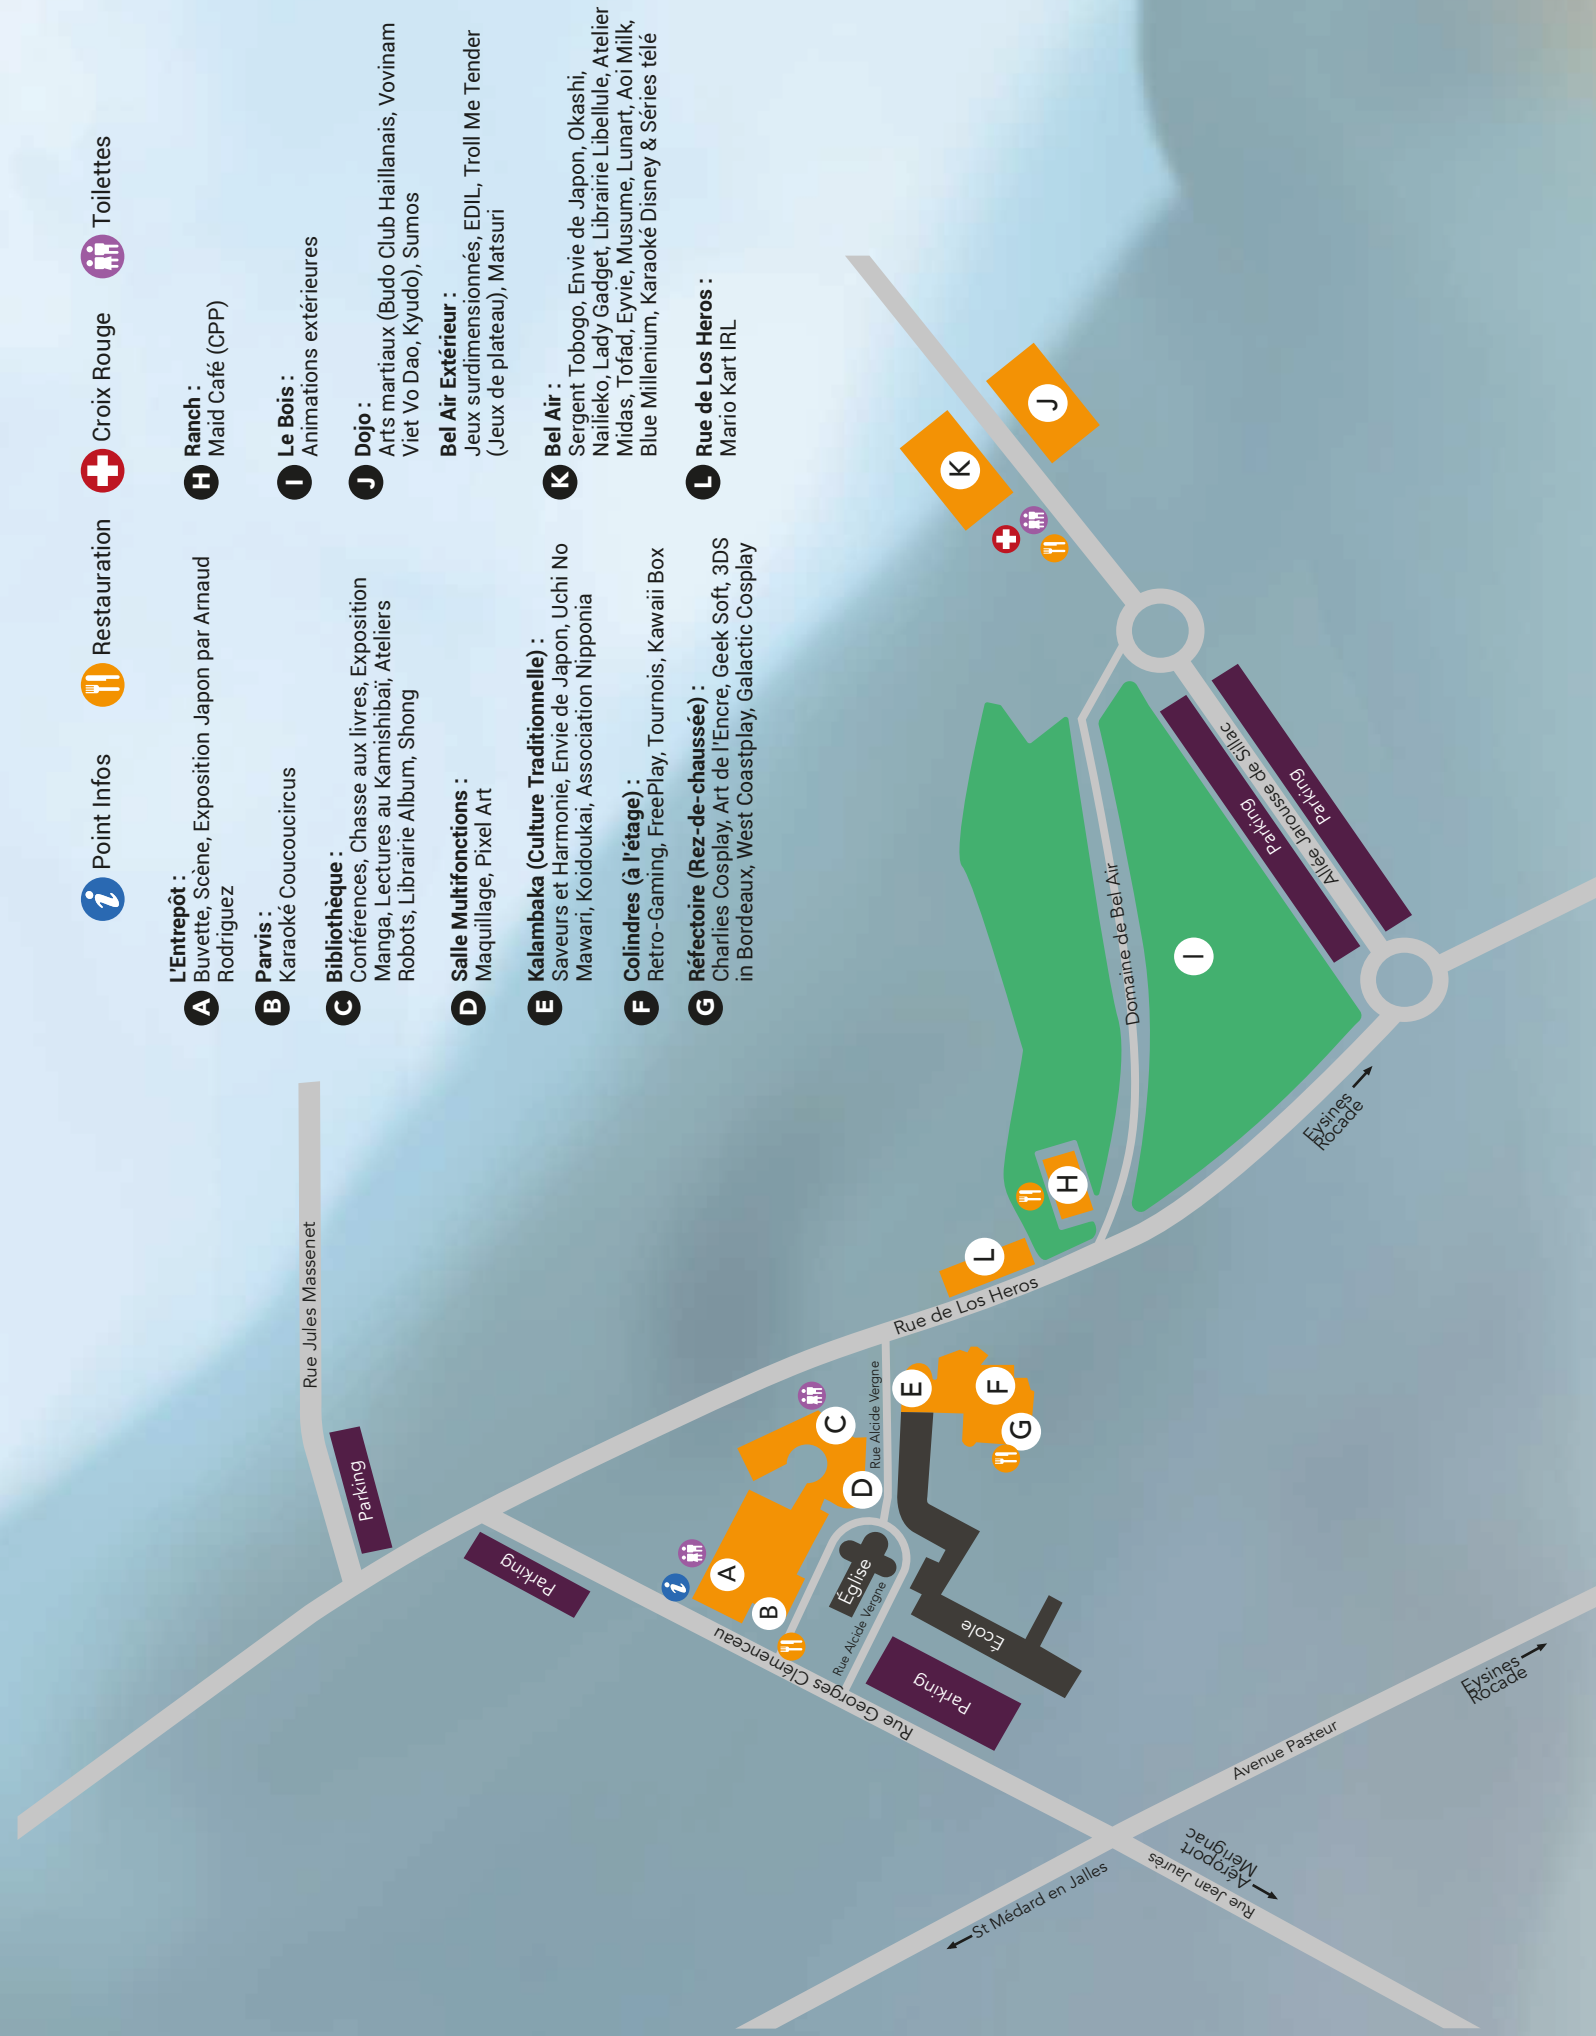 Point Infos
Restauration
Croix Rouge
Toilettes
A
L'Entrepôt :
Buvette, Scène, Exposition Japon par Arnaud
Rodriguez
B
Parvis :
Karaoké Coucoucircus
C
Bibliothèque :
Conférences, Chasse aux livres, Exposition
Manga, Lectures au Kamishibaï, Ateliers
Robots, Librairie Album, Shong
D
Salle Multifonctions :
Maquillage, Pixel Art
E
Kalambaka (Culture Traditionnelle) :
Saveurs et Harmonie, Envie de Japon, Uchi No
Mawari, Koidoukai, Association Nipponia
F
Colindres (à l'étage) :
Retro-Gaming, FreePlay, Tournois, Kawaii Box
G
Réfectoire (Rez-de-chaussée) :
Charlies Cosplay, Art de l'Encre, Geek Soft, 3DS
in Bordeaux, West Coastplay, Galactic Cosplay
H
Ranch :
Maid Café (CPP)
I
Le Bois :
Animations extérieures
J
Dojo :
Arts martiaux (Budo Club Haillanais, Vovinam
Viet Vo Dao, Kyudo), Sumos
Bel Air Extérieur :
Jeux surdimensionnés, EDIL, Troll Me Tender
(Jeux de plateau), Matsuri
K
Bel Air :
Sergent Tobogo, Envie de Japon, Okashi,
Nailieko, Lady Gadget, Librairie Libellule, Atelier
Midas, Tofad, Eyvie, Musume, Lunart, Aoi Milk,
Blue Millenium, Karaoké Disney & Séries télé
L
Rue de Los Heros :
Mario Kart IRL
Rue Jules Massenet
Parking
Parking
A
B
C
D
Rue Georges Clémenceau
Rue Alcide Vergne
Église
Rue Alcide Vergne
Parking
École
E
F
G
Rue de Los Heros
L
H
Domaine de Bel Air
I
K
J
Parking
Allée Jarousse de Sillac
Parking
Eysines
Rocade
St Médard en Jalles
Avenue Pasteur
Eysines
Rocade
Rue Jean Jaurès
Aéroport
Mérignac